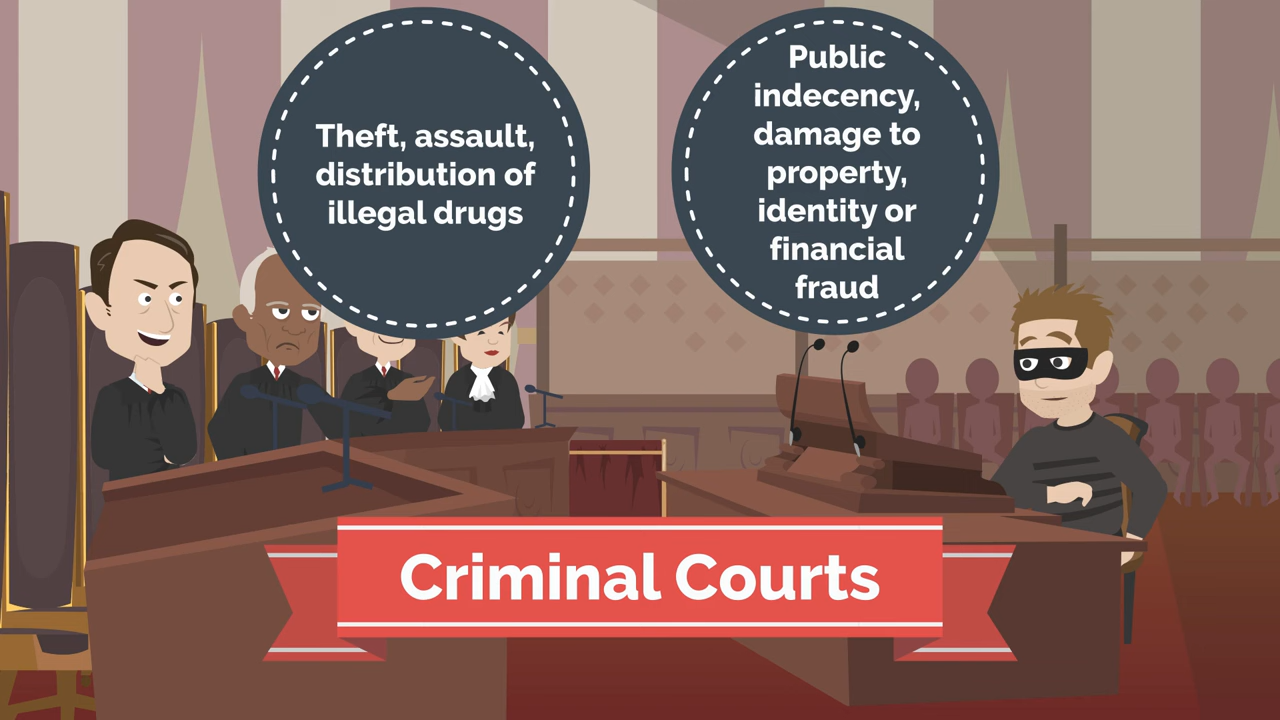 Theft, assault,
distribution of
illegal drugs
Public
indecency,
damage to
property,
identity or
financial
fraud
Criminal Courts